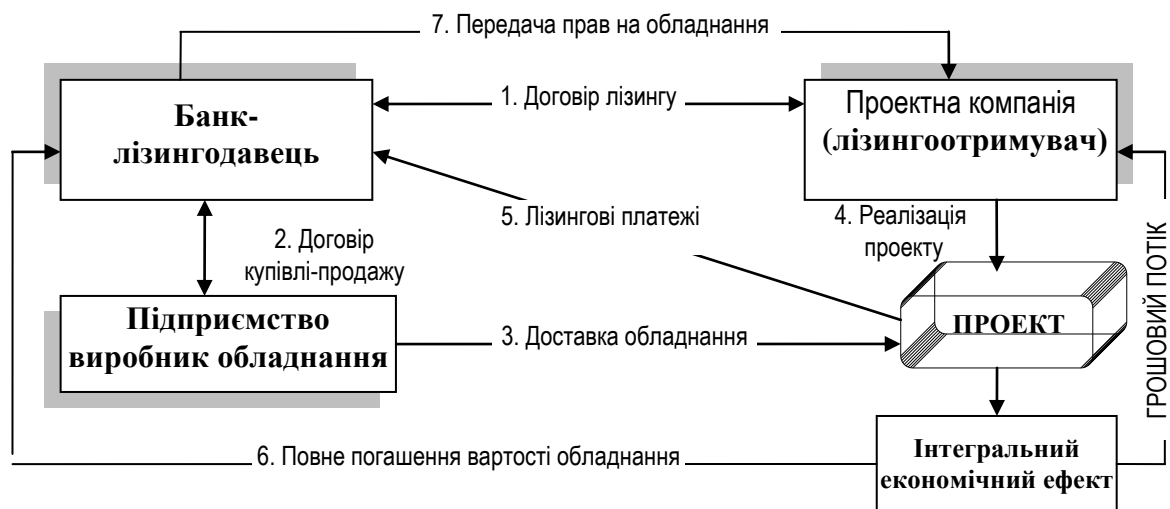 7. Передача прав на обладнання
1. Договір лізингу
Банк-
лізингодавець
Проектна компанія
(лізингоотримувач)
5. Лізингові платежі
4. Реалізація
проекту
2. Договір
купівлі-продажу
Підприємство
виробник обладнання
3. Доставка обладнання
ПРОЕКТ
ГРОШОВИЙ ПОТІК
6. Повне погашення вартості обладнання
Інтегральний
економічний ефект